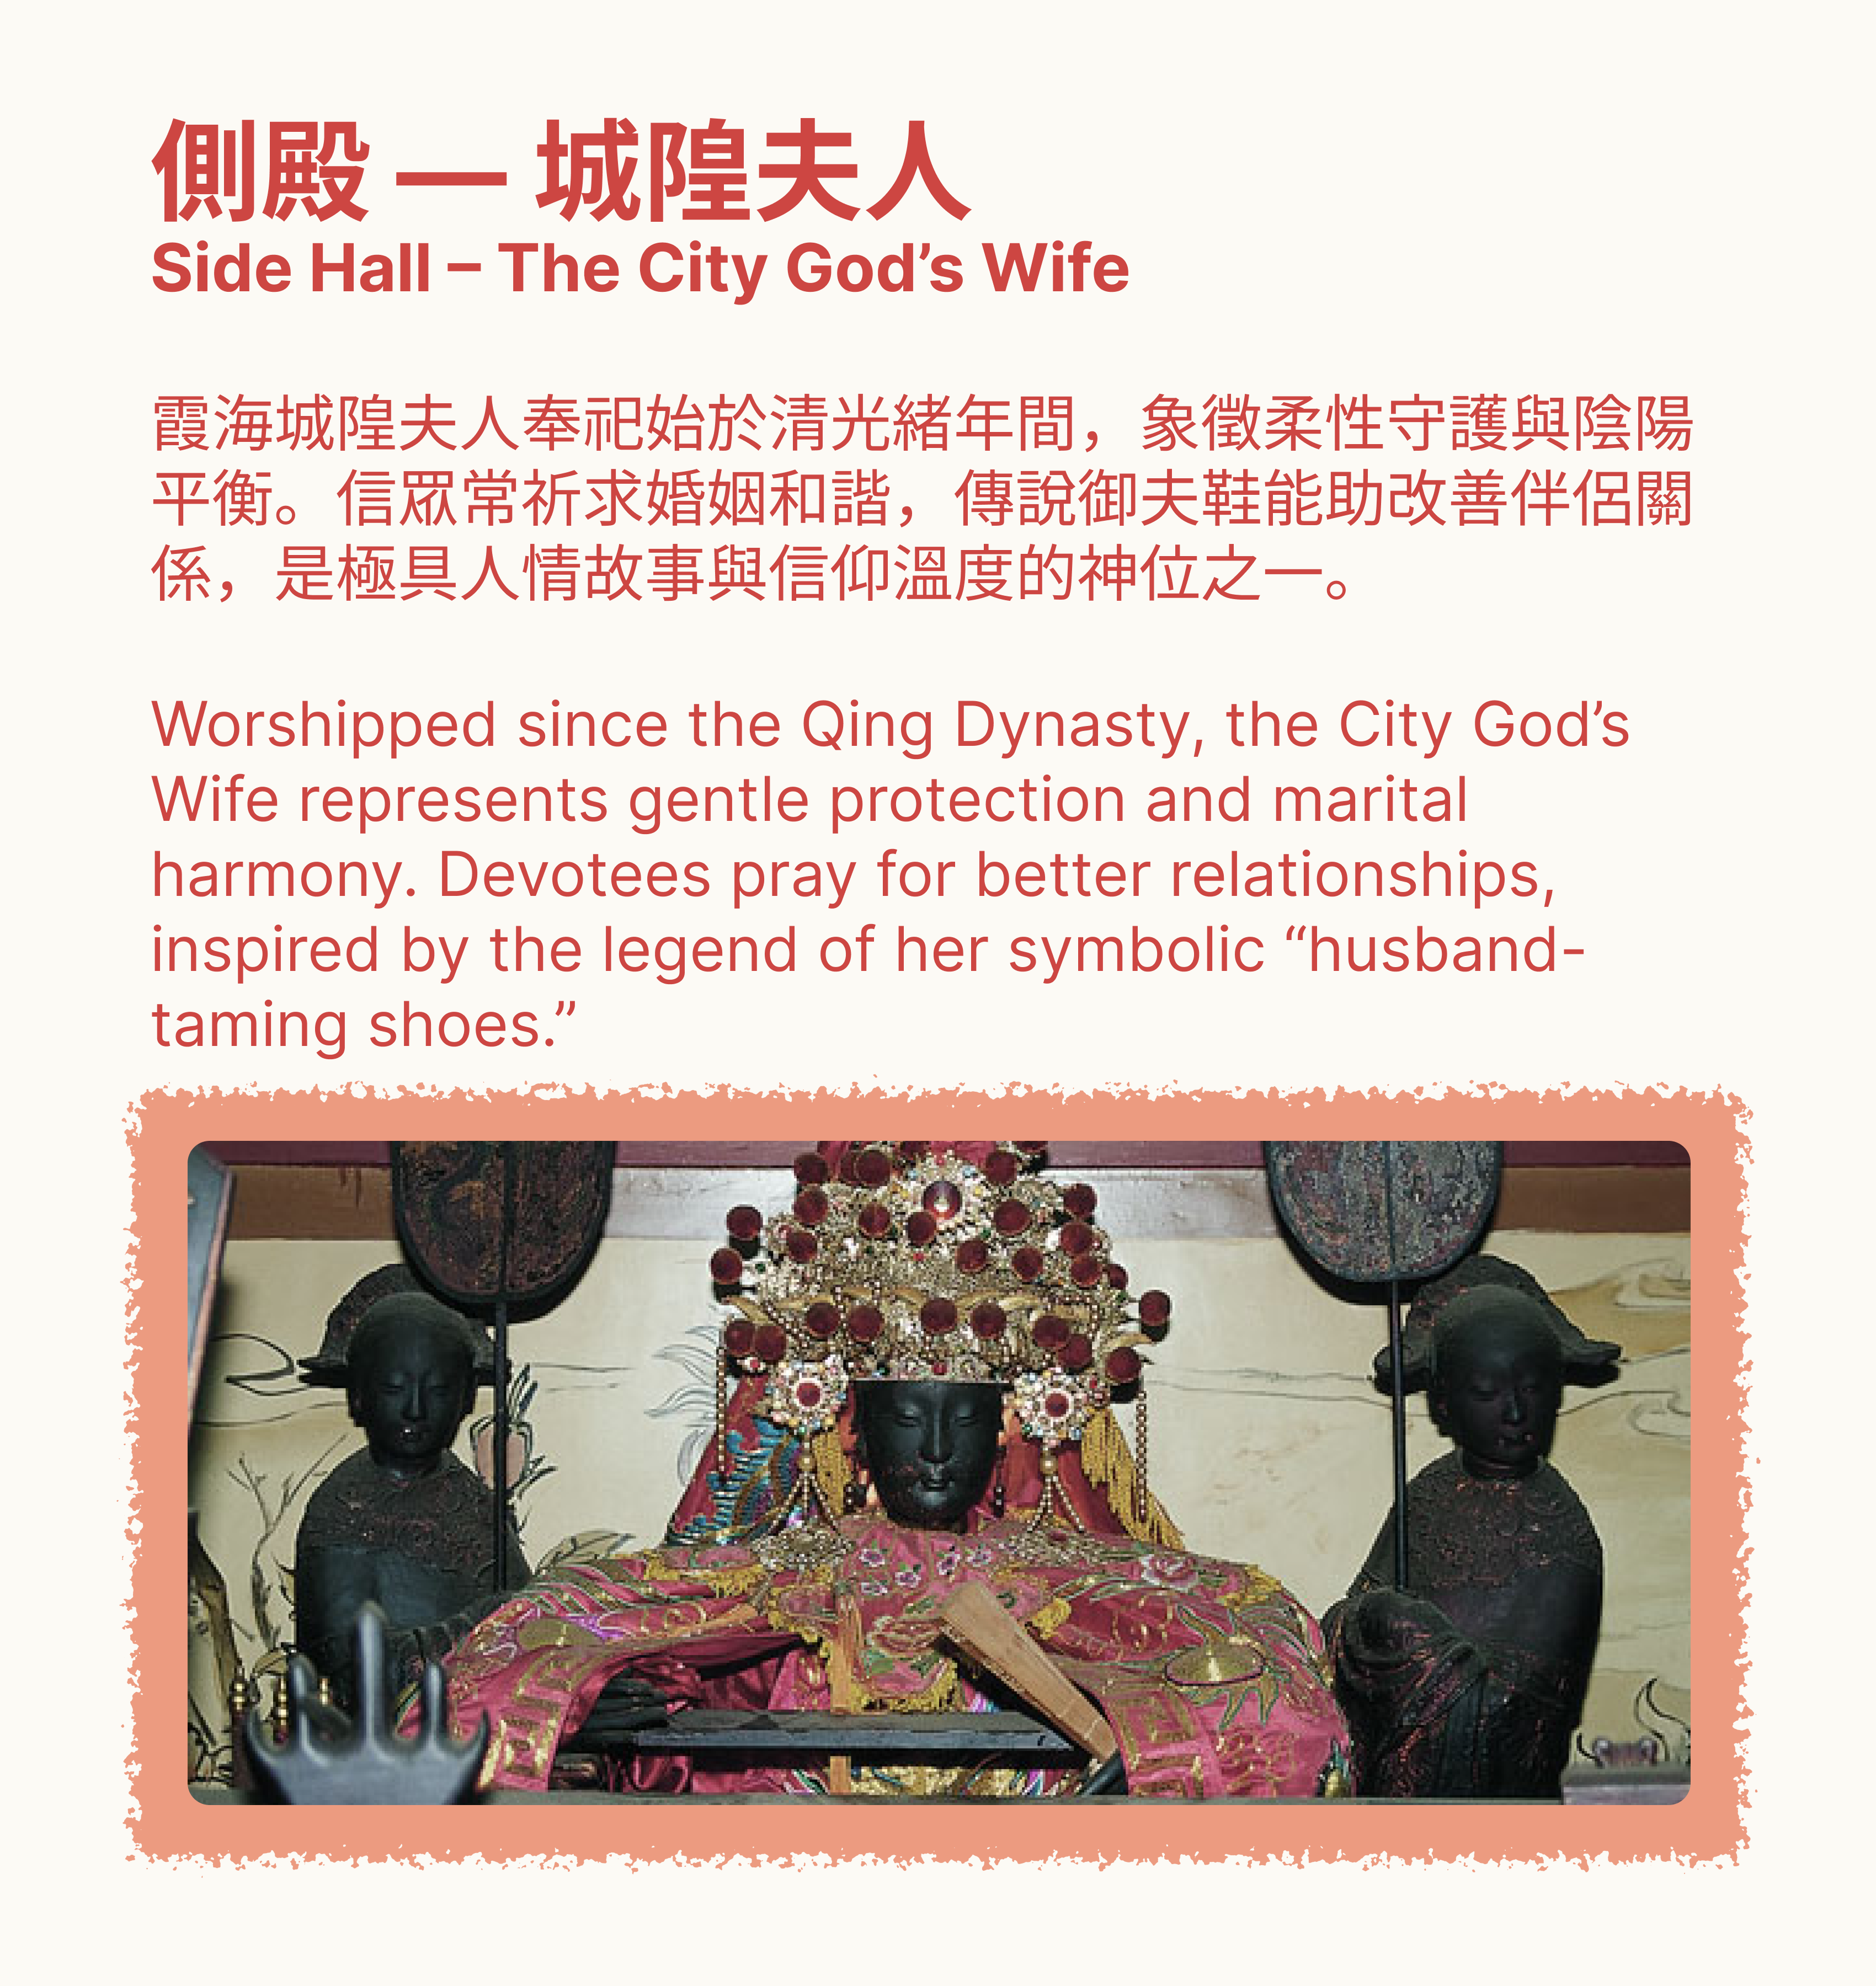 側殿 — 城隍夫人
Side Hall – The City God’s Wife
霞海城隍夫人奉祀始於清光緒年間，象徵柔性守護與陰陽
平衡。信眾常祈求婚姻和諧，傳說御夫鞋能助改善伴侶關
係，是極具人情故事與信仰溫度的神位之一。
Worshipped since the Qing Dynasty, the City God’s
Wife represents gentle protection and marital
harmony. Devotees pray for better relationships,
inspired by the legend of her symbolic “husband-
taming shoes.”